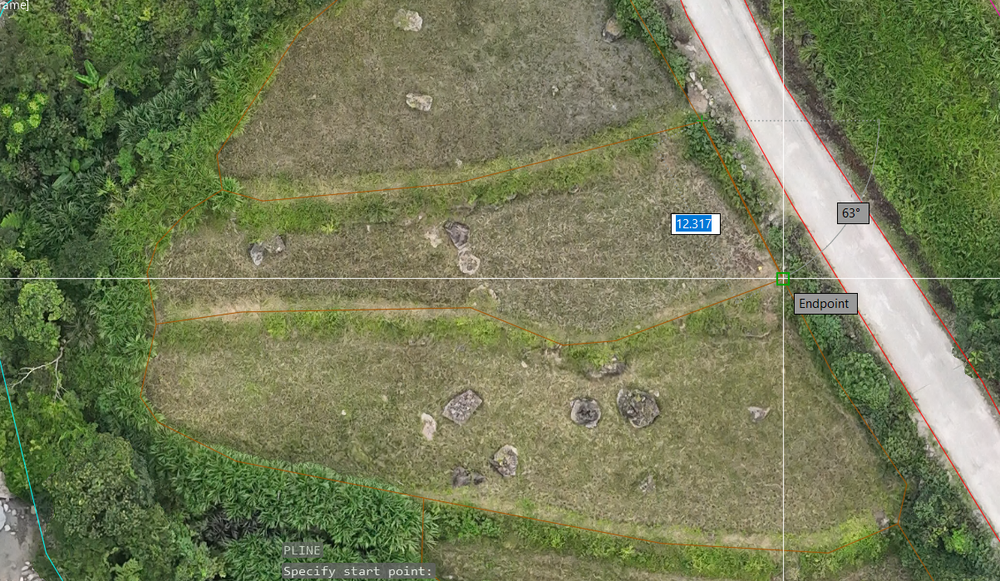 ame]
12.317
63°
Endpoint
PLINE
Specify start point: